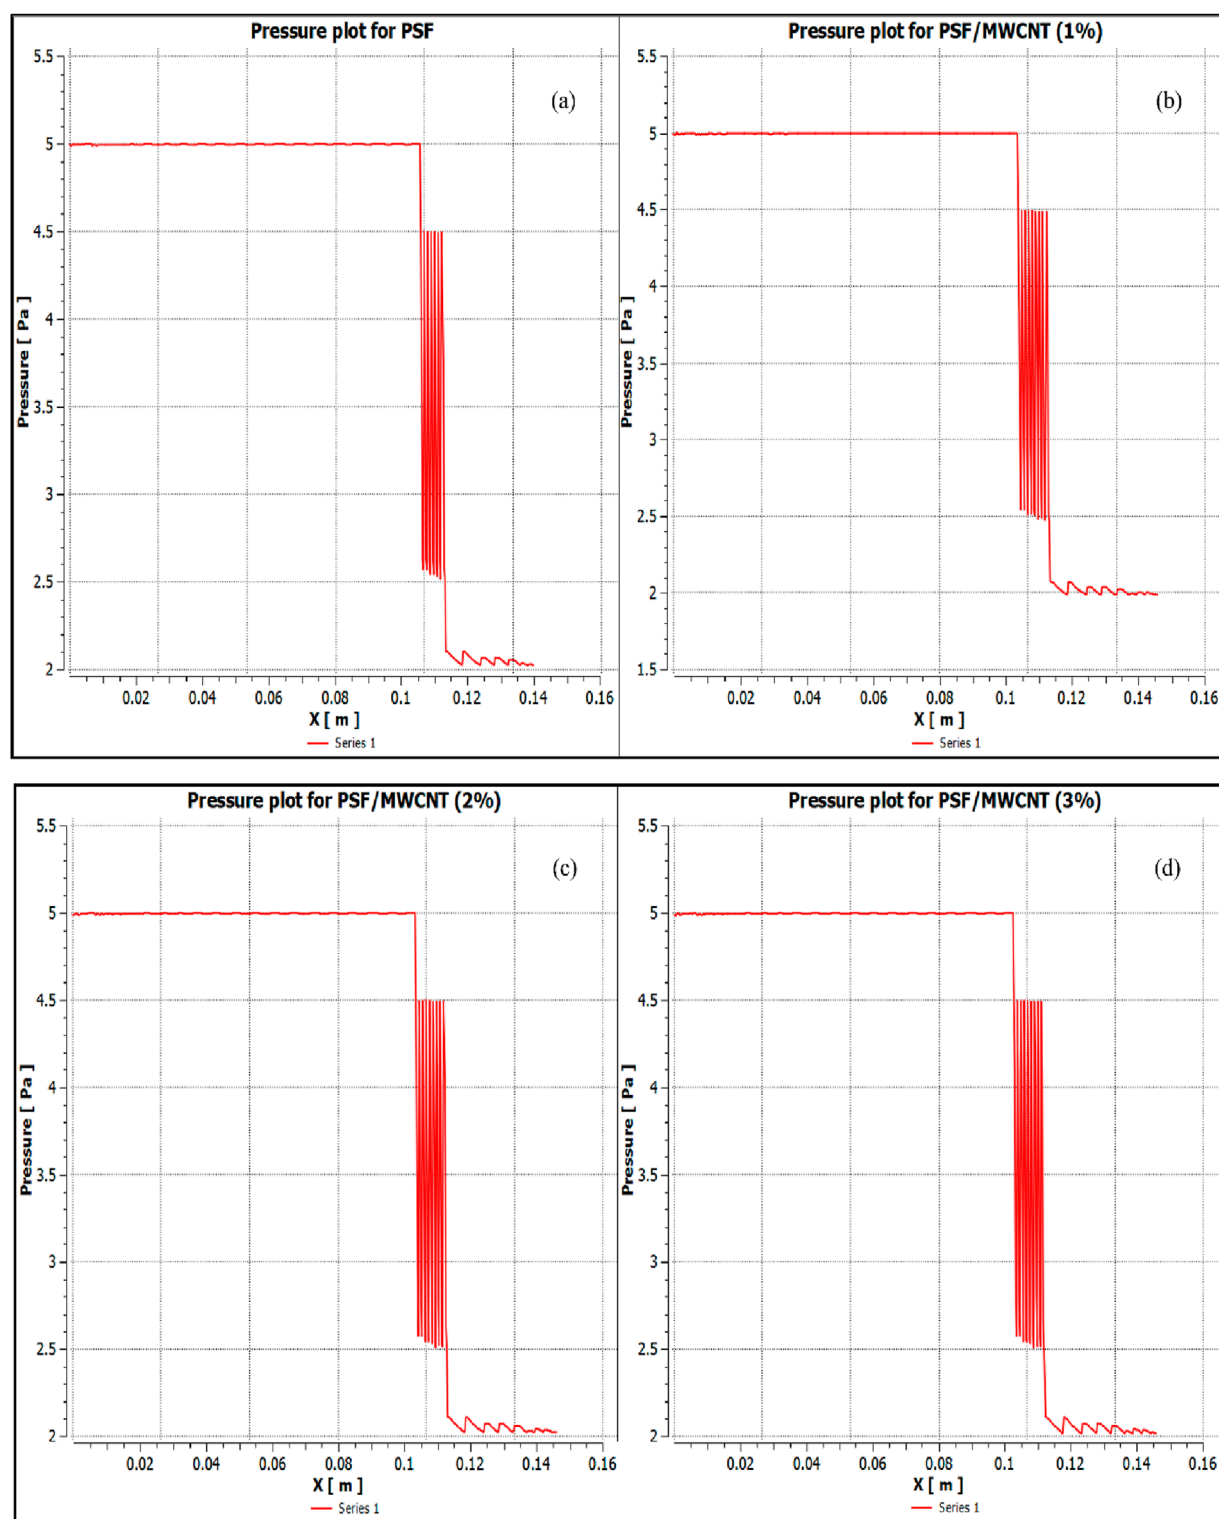 Pressure plot for PSF
(a)
5.5
5
4.5
4
3.5
3
2.5
2
Pressure [ Pa ]
0.02 0.04 0.06 0.08 0.1 0.12 0.14 0.16
X [ m ]
Series 1
Pressure plot for PSF/MWCNT (1%)
(b)
5.5
5
4.5
4
3.5
3
2.5
2
1.5
Pressure [ Pa ]
0.02 0.04 0.06 0.08 0.1 0.12 0.14 0.16
X [ m ]
Series 1
Pressure plot for PSF/MWCNT (2%)
(c)
5.5
5
4.5
4
3.5
3
2.5
2
Pressure [ Pa ]
0.02 0.04 0.06 0.08 0.1 0.12 0.14 0.16
X [ m ]
Series 1
Pressure plot for PSF/MWCNT (3%)
(d)
5.5
5
4.5
4
3.5
3
2.5
2
Pressure [ Pa ]
0.02 0.04 0.06 0.08 0.1 0.12 0.14 0.16
X [ m ]
Series 1